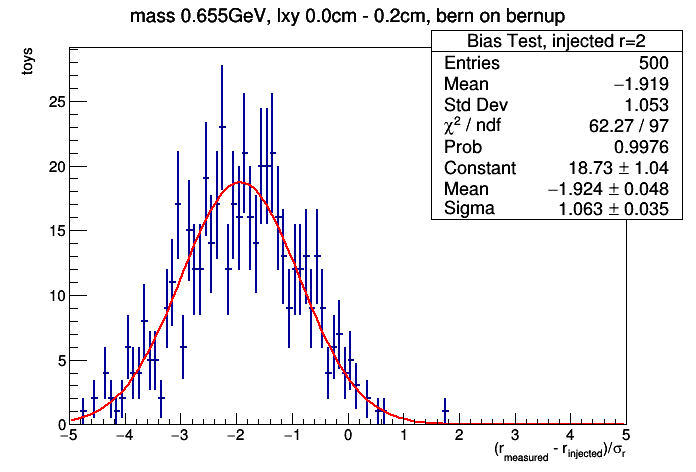 mass 0.655GeV, lxy 0.0cm - 0.2cm, bern on bernup
toys
Bias Test, injected r=2
Entries 500
Mean −1.919
Std Dev 1.053
χ² / ndf 62.27 / 97
Prob 0.9976
Constant 18.73 ± 1.04
Mean −1.924 ± 0.048
Sigma 1.063 ± 0.035
25
20
15
10
5
0
−5 −4 −3 −2 −1 0 1 2 3 4 5
(r_measured - r_injected)/σ_r